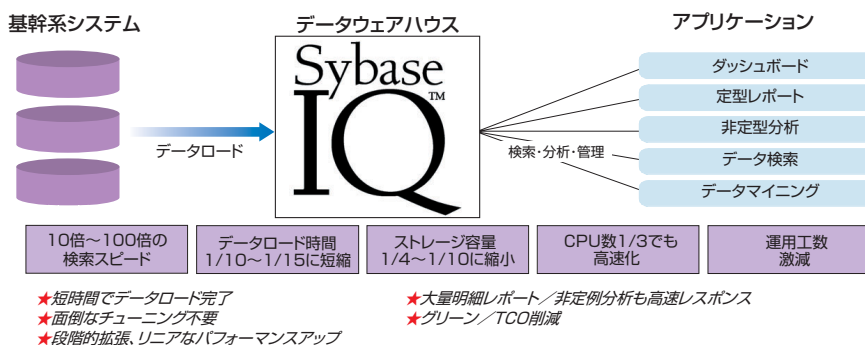 基幹系システム
データウェアハウス
アプリケーション
Sybase
IQ™
データロード
検索・分析・管理
ダッシュボード
定型レポート
非定型分析
データ検索
データマイニング
10倍～100倍の
検索スピード
データロード時間
1/10～1/15に短縮
ストレージ容量
1/4～1/10に縮小
CPU数1/3でも
高速化
運用工数
激減
★短時間でデータロード完了
★面倒なチューニング不要
★段階的拡張、リニアなパフォーマンスアップ
★大量明細レポート／非定例分析も高速レスポンス
★グリーン／TCO削減